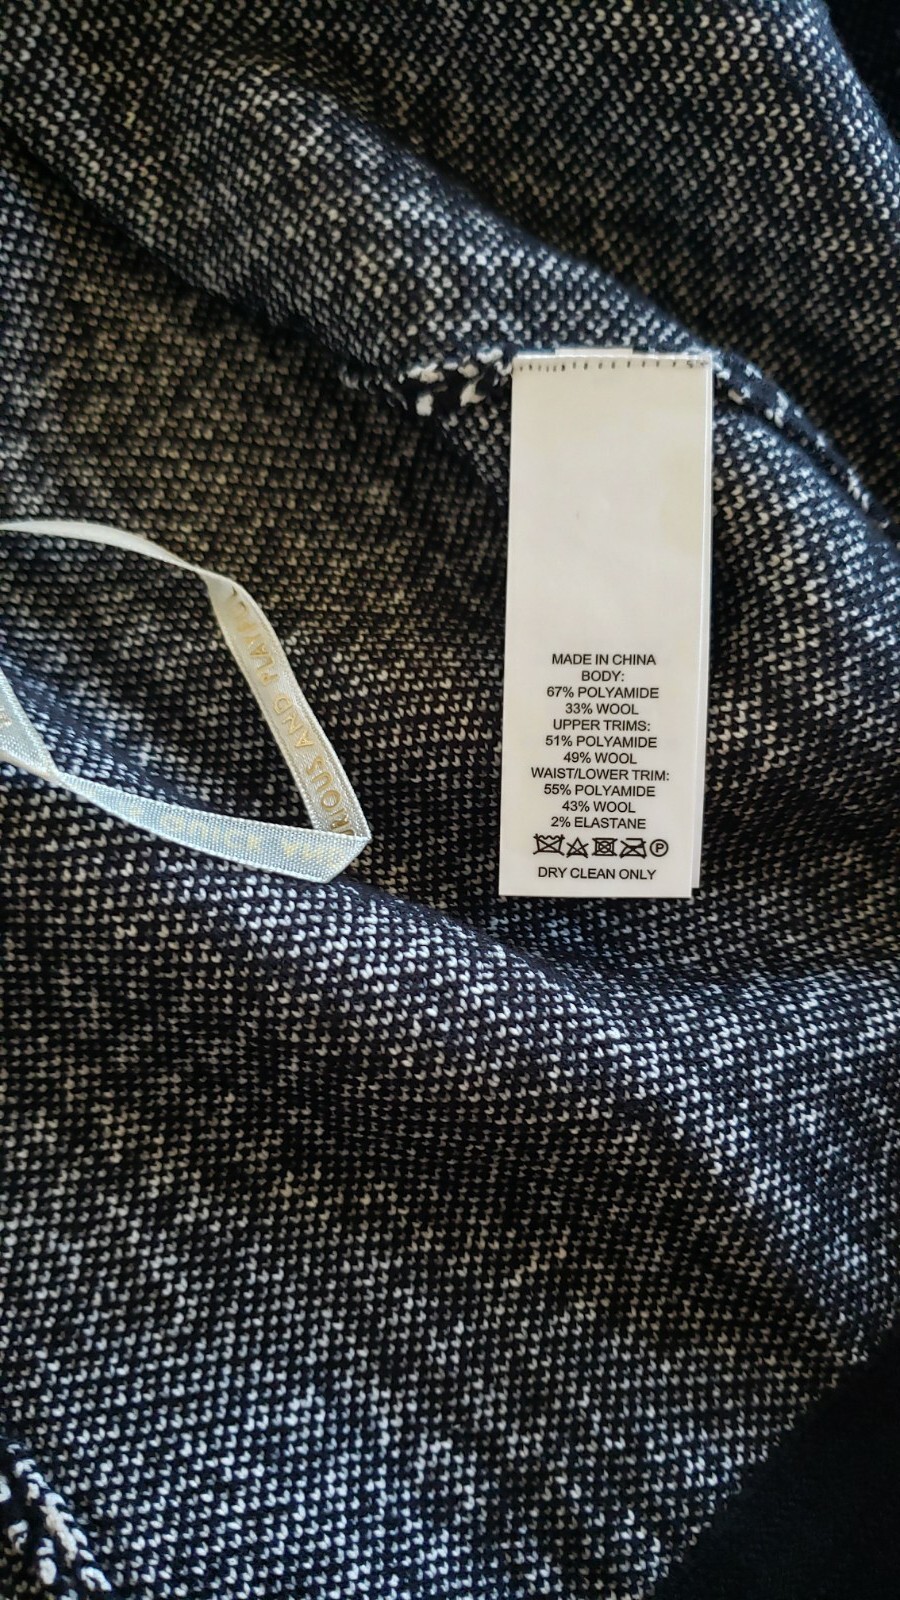 MADE IN CHINA
BODY:
67% POLYAMIDE
33% WOOL
UPPER TRIMS:
51% POLYAMIDE
49% WOOL
WAIST/LOWER TRIM:
55% POLYAMIDE
43% WOOL
2% ELASTANE
P
DRY CLEAN ONLY
AND